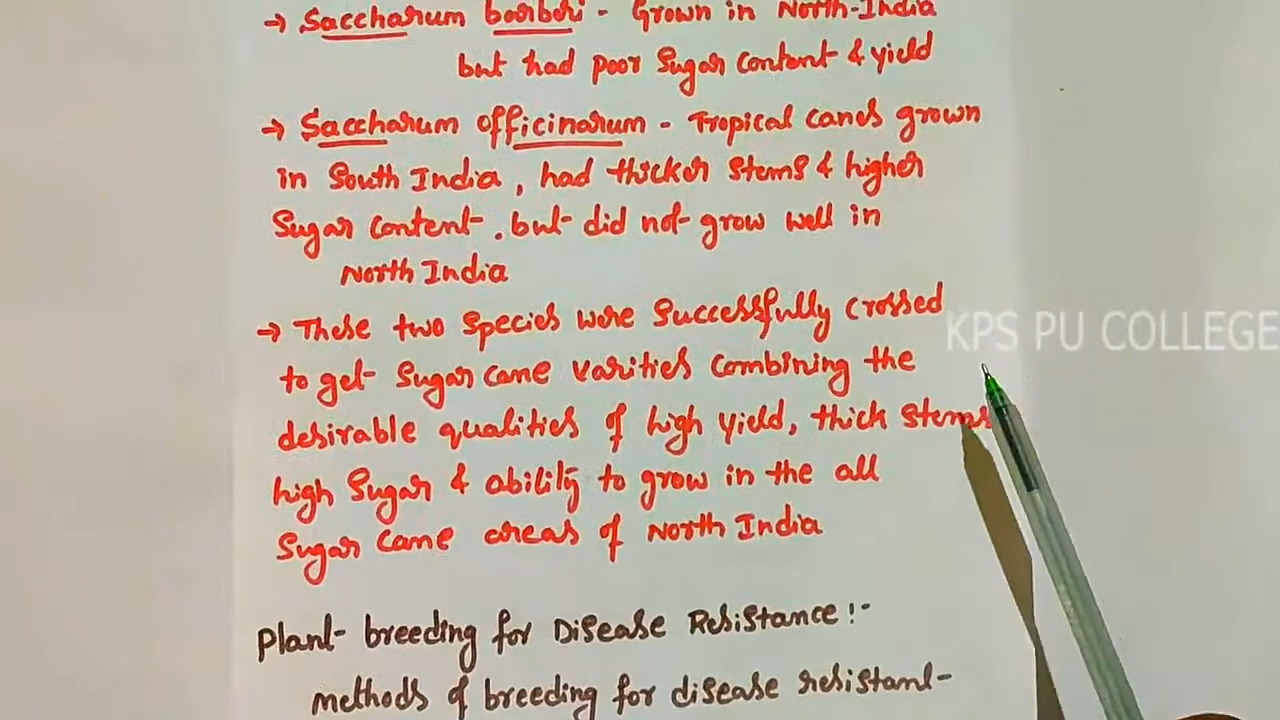 → Saccharum barberi - Grown in North-India
but had poor Sugar Content & yield
→ Saccharum officinarum - Tropical canes grown
in South India, had thicker stems & higher
Sugar Content. but did not grow well in
North India
→ These two Species were Successfully crossed
KPS PU COLLEGE
to get Sugar cane varities combining the
desirable qualities of high yield, thick stems
high Sugar & ability to grow in the all
Sugar cane areas of North India
Plant breeding for Disease Resistance:-
methods of breeding for disease resistant-